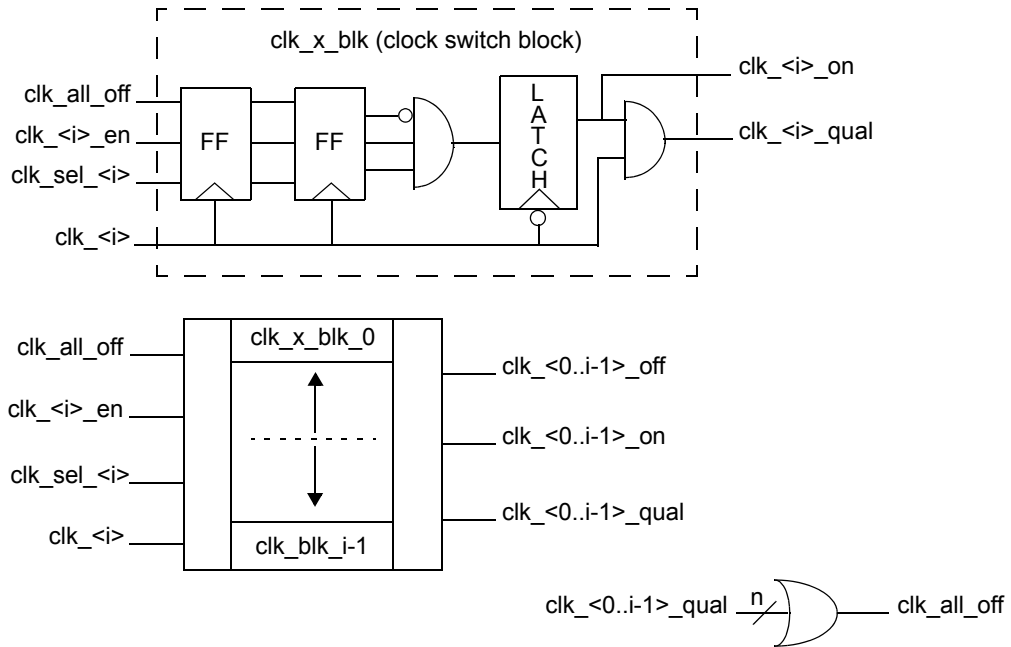 clk_x_blk (clock switch block)
clk_<i>_on
clk_all_off
clk_<i>_en
FF
FF
LATCH
clk_<i>_qual
clk_sel_<i>
clk_<i>
clk_x_blk_0
clk_all_off
clk_<0..i-1>_off
clk_<i>_en
clk_<0..i-1>_on
clk_sel_<i>
clk_<0..i-1>_qual
clk_<i>
clk_blk_i-1
clk_<0..i-1>_qual
n
clk_all_off